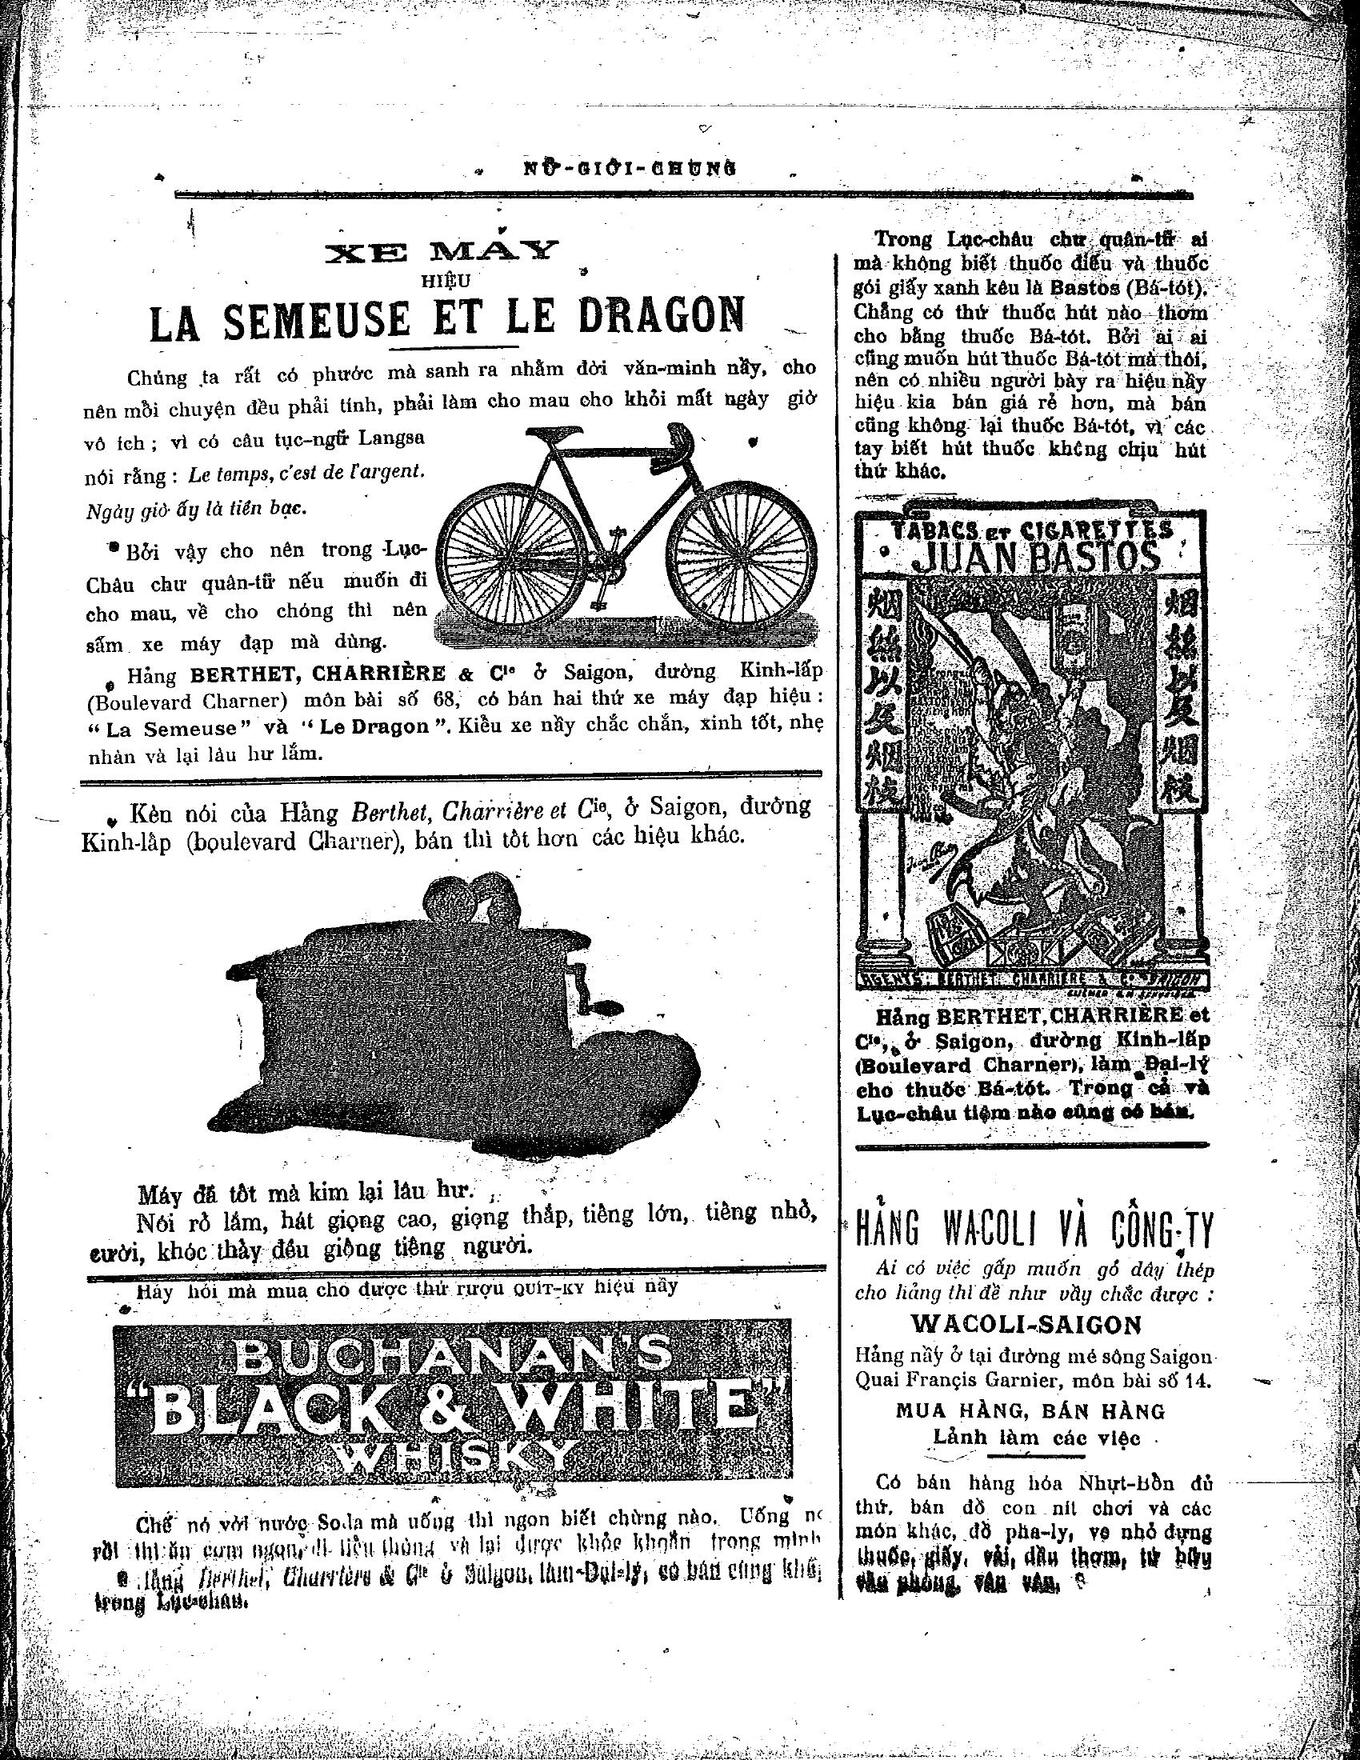 NỮ-GIỚI-CHUNG
XE MÁY
HIỆU
LA SEMEUSE ET LE DRAGON
Chúng ta rất có phước mà sanh ra nhằm đời văn-minh nầy, cho
nên mỗi chuyện đều phải tính, phải làm cho mau cho khỏi mất ngày giờ
vô ích ; vì có câu tục-ngữ Langsa
nói rằng : Le temps, c'est de l'argent.
Ngày giờ ấy là tiền bạc.
Bởi vậy cho nên trong Lục-
Châu chư quân-tữ nếu muốn đi
cho mau, về cho chóng thì nên
sắm xe máy đạp mà dùng.
Hảng BERTHET, CHARRIÈRE & Cie ở Saigon, đường Kinh-lấp
(Boulevard Charner) môn bài số 68, có bán hai thứ xe máy đạp hiệu :
“ La Semeuse ” và “ Le Dragon ”. Kiểu xe nầy chắc chắn, xinh tốt, nhẹ
nhàn và lại lâu hư lắm.
Kèn nói của Hảng Berthet, Charrière et Cie, ở Saigon, đường
Kinh-lấp (boulevard Charner), bán thì tốt hơn các hiệu khác.
Máy đã tốt mà kim lại lâu hư.
Nói rỏ lắm, hát giọng cao, giọng thấp, tiếng lớn, tiếng nhỏ,
cười, khóc thảy đều giống tiếng người.
Hãy hỏi mà mua cho được thứ rượu QUÍT-KY hiệu nầy
BUCHANAN'S
“BLACK & WHITE”
WHISKY
Chế nó với nước Soda mà uống thì ngon biết chừng nào. Uống
rồi thì ăn cơm ngon, đi tiêu thông và lại được khỏe khoắn trong mình
Hảng Berthet, Charrière & Cie ở Saigon, làm Đại-lý, có bán cùng khắp
trong Lục-châu.
Trong Lục-châu chư quân-tữ ai
mà không biết thuốc điếu và thuốc
gói giấy xanh kêu là Bastos (Bá-tót).
Chẳng có thứ thuốc hút nào thơm
cho bằng thuốc Bá-tót. Bởi ai ai
cũng muốn hút thuốc Bá-tót mà thôi,
nên có nhiều người bày ra hiệu nầy
hiệu kia bán giá rẻ hơn, mà bán
cũng không lại thuốc Bá-tót, vì các
tay biết hút thuốc không chịu hút
thứ khác.
TABACS ET CIGARETTES
JUAN BASTOS
烟絲以及烟枝
烟絲以及烟枝
AGENTS: BERTHET CHARRIÈRE & Co SAIGON
Hảng BERTHET, CHARRIÈRE et
Cie, ở Saigon, đường Kinh-lấp
(Boulevard Charner), làm Đại-lý
cho thuốc Bá-tót. Trong cả và
Lục-châu tiệm nào cũng có bán.
HẢNG WACOLI VÀ CÔNG-TY
Ai có việc gấp muốn gỏ dây thép
cho hảng thì đề như vầy chắc được :
WACOLI-SAIGON
Hảng nầy ở tại đường mé sông Saigon
Quai Françis Garnier, môn bài số 14.
MUA HÀNG, BÁN HÀNG
Lảnh làm các việc
Có bán hàng hóa Nhựt-Bổn đủ
thứ, bán đồ con nít chơi và các
món khác, đồ pha-ly, ve nhỏ đựng
thuốc, giấy, vải, dầu thơm, tứ bửu
văn phòng, vân vân.